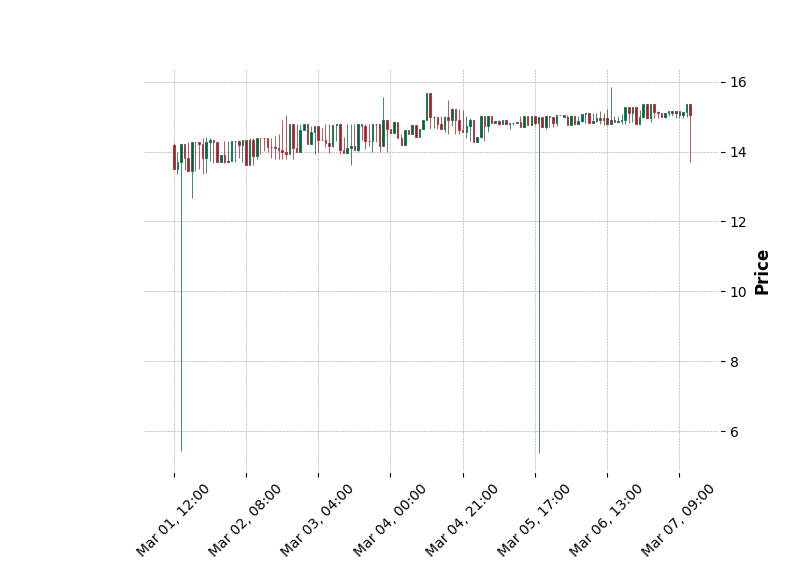 16
14
12
10
8
6
Price
Mar 01, 12:00
Mar 02, 08:00
Mar 03, 04:00
Mar 04, 00:00
Mar 04, 21:00
Mar 05, 17:00
Mar 06, 13:00
Mar 07, 09:00